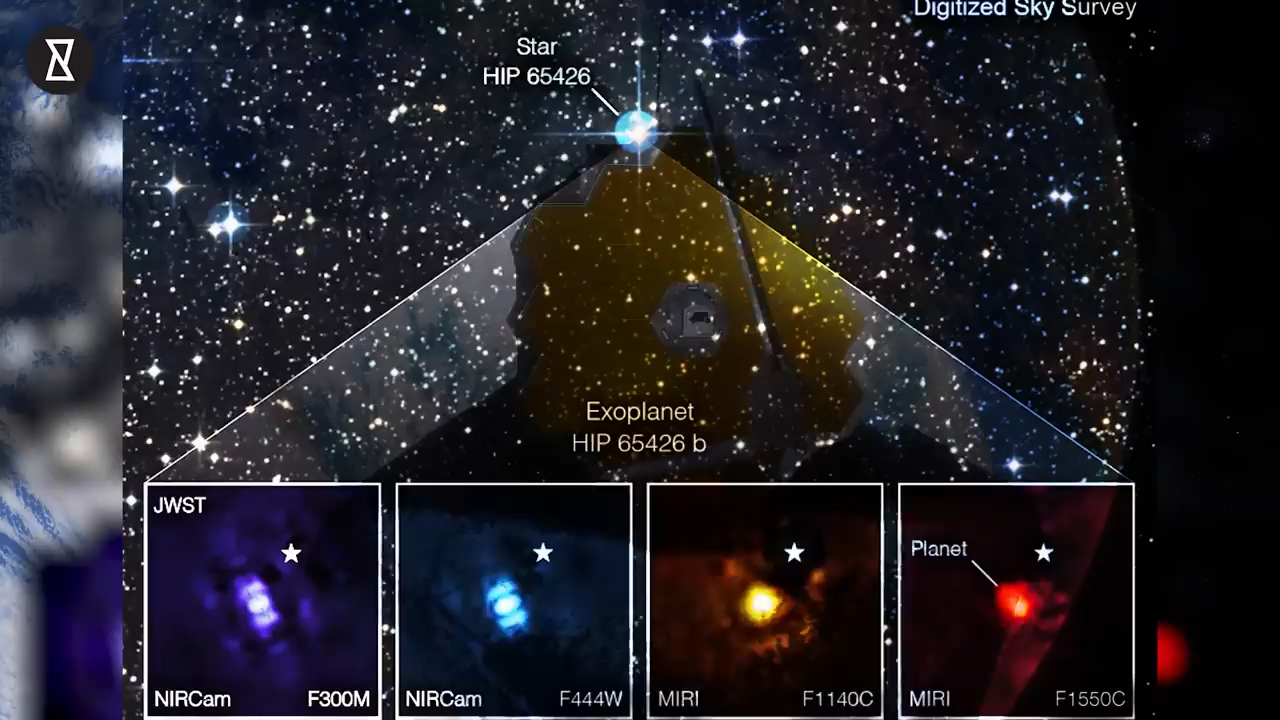 Digitized Sky Survey
Star
HIP 65426
Exoplanet
HIP 65426 b
JWST
Planet
NIRCam
F300M
NIRCam
F444W
MIRI
F1140C
MIRI
F1550C